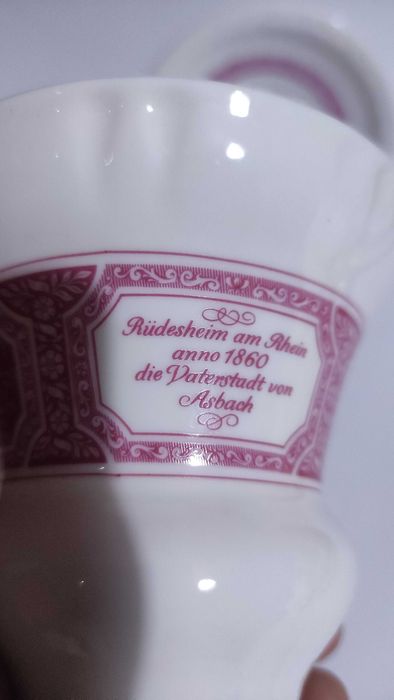 Rüdesheim am Rhein
anno 1860
die Vaterstadt von
Asbach